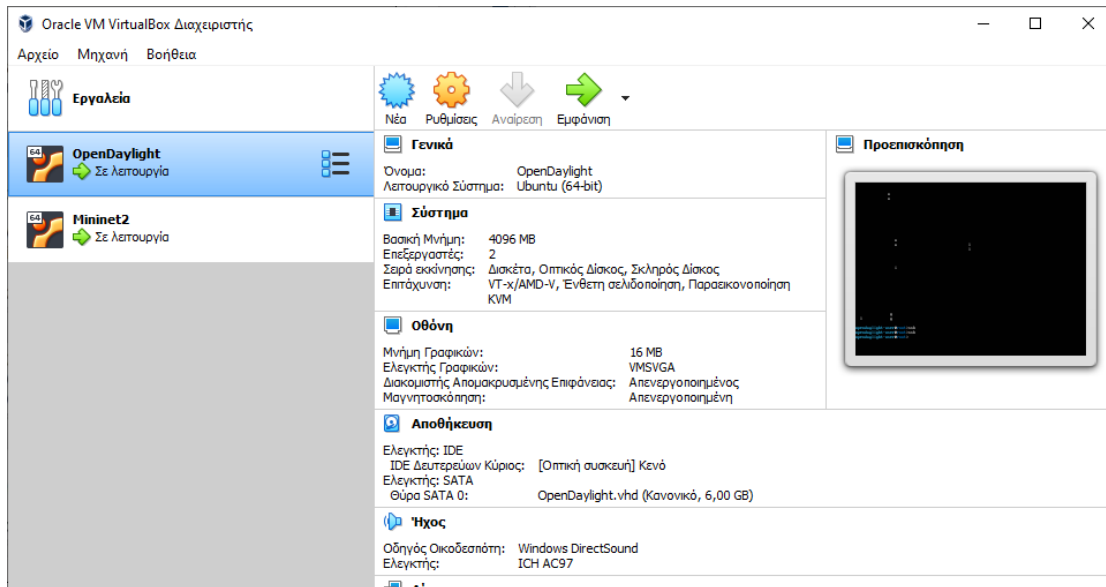 Oracle VM VirtualBox Διαχειριστής
Αρχείο Μηχανή Βοήθεια
Εργαλεία
Νέα Ρυθμίσεις Αναίρεση Εμφάνιση
64
OpenDaylight
Σε λειτουργία
64
Mininet2
Σε λειτουργία
Γενικά
Όνομα: OpenDaylight
Λειτουργικό Σύστημα: Ubuntu (64-bit)
Σύστημα
Βασική Μνήμη: 4096 MB
Επεξεργαστές: 2
Σειρά εκκίνησης: Δισκέτα, Οπτικός Δίσκος, Σκληρός Δίσκος
Επιτάχυνση: VT-x/AMD-V, Ένθετη σελιδοποίηση, Παραεικονοποίηση
KVM
Οθόνη
Μνήμη Γραφικών: 16 MB
Ελεγκτής Γραφικών: VMSVGA
Διακομιστής Απομακρυσμένης Επιφάνειας: Απενεργοποιημένος
Μαγνητοσκόπηση: Απενεργοποιημένη
Αποθήκευση
Ελεγκτής: IDE
IDE Δευτερεύων Κύριος: [Οπτική συσκευή] Κενό
Ελεγκτής: SATA
Θύρα SATA 0: OpenDaylight.vhd (Κανονικό, 6,00 GB)
Ήχος
Οδηγός Οικοδεσπότη: Windows DirectSound
Ελεγκτής: ICH AC97
Προεπισκόπηση